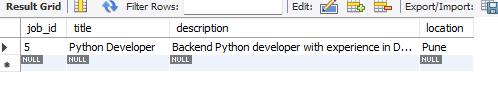 Result Grid Filter Rows: Edit: Export/Import:
job_id title description location
5 Python Developer Backend Python developer with experience in D... Pune
NULL NULL NULL NULL